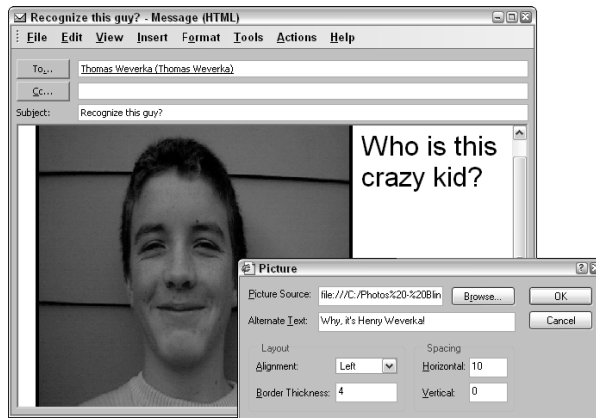 Recognize this guy? - Message (HTML)
File Edit View Insert Format Tools Actions Help
To... Thomas Weverka (Thomas Weverka)
Cc...
Subject: Recognize this guy?
Who is this
crazy kid?
Picture
Picture Source: file:///C:/Photos%20-%20Blin Browse... OK
Alternate Text: Why, it's Henry Weverka! Cancel
Layout Spacing
Alignment: Left Horizontal: 10
Border Thickness: 4 Vertical: 0